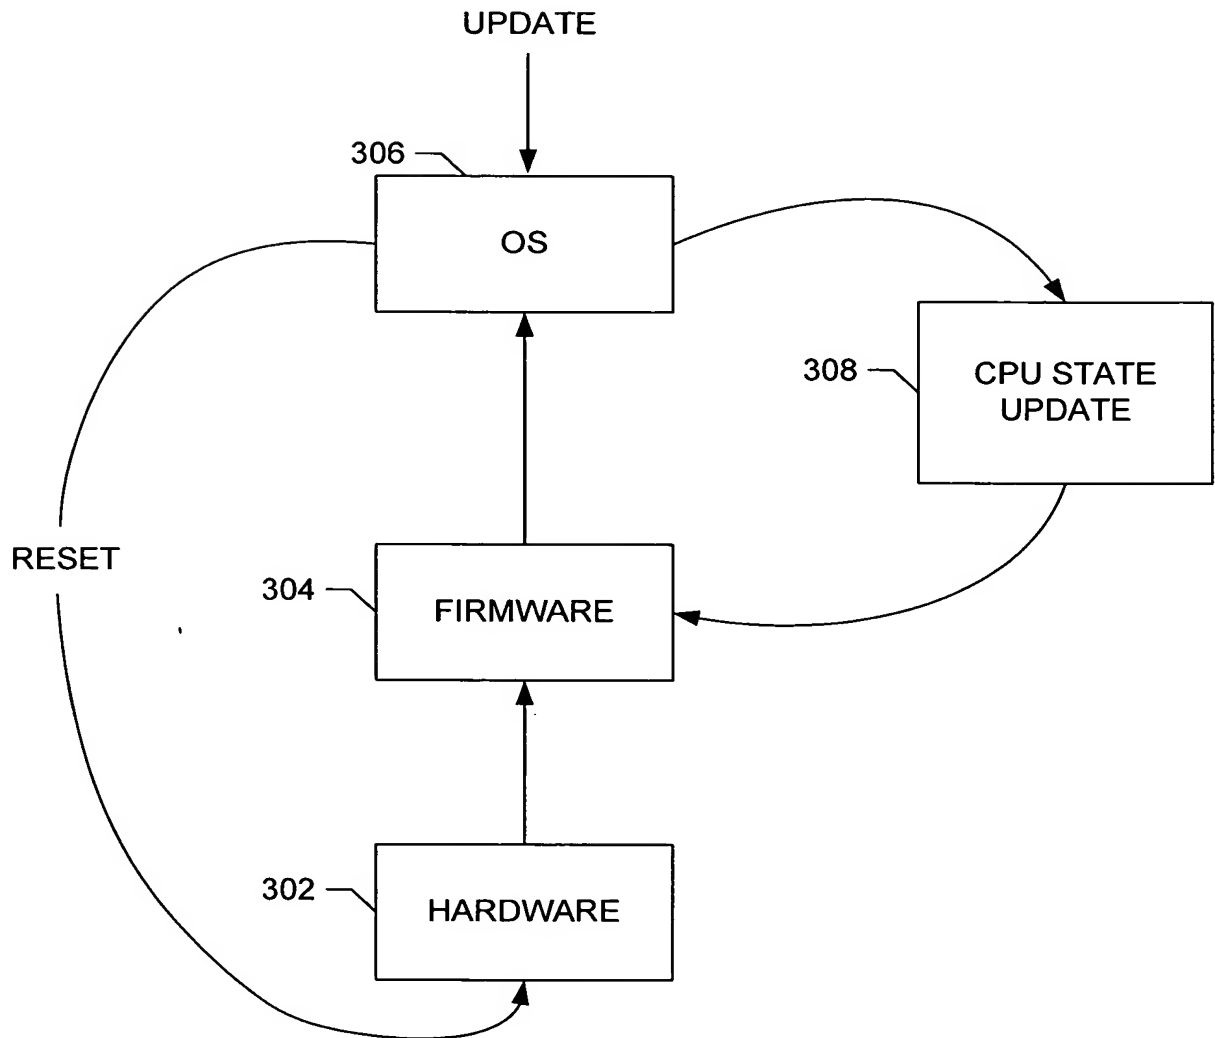 UPDATE
306
OS
308
CPU STATE
UPDATE
RESET
304
FIRMWARE
302
HARDWARE